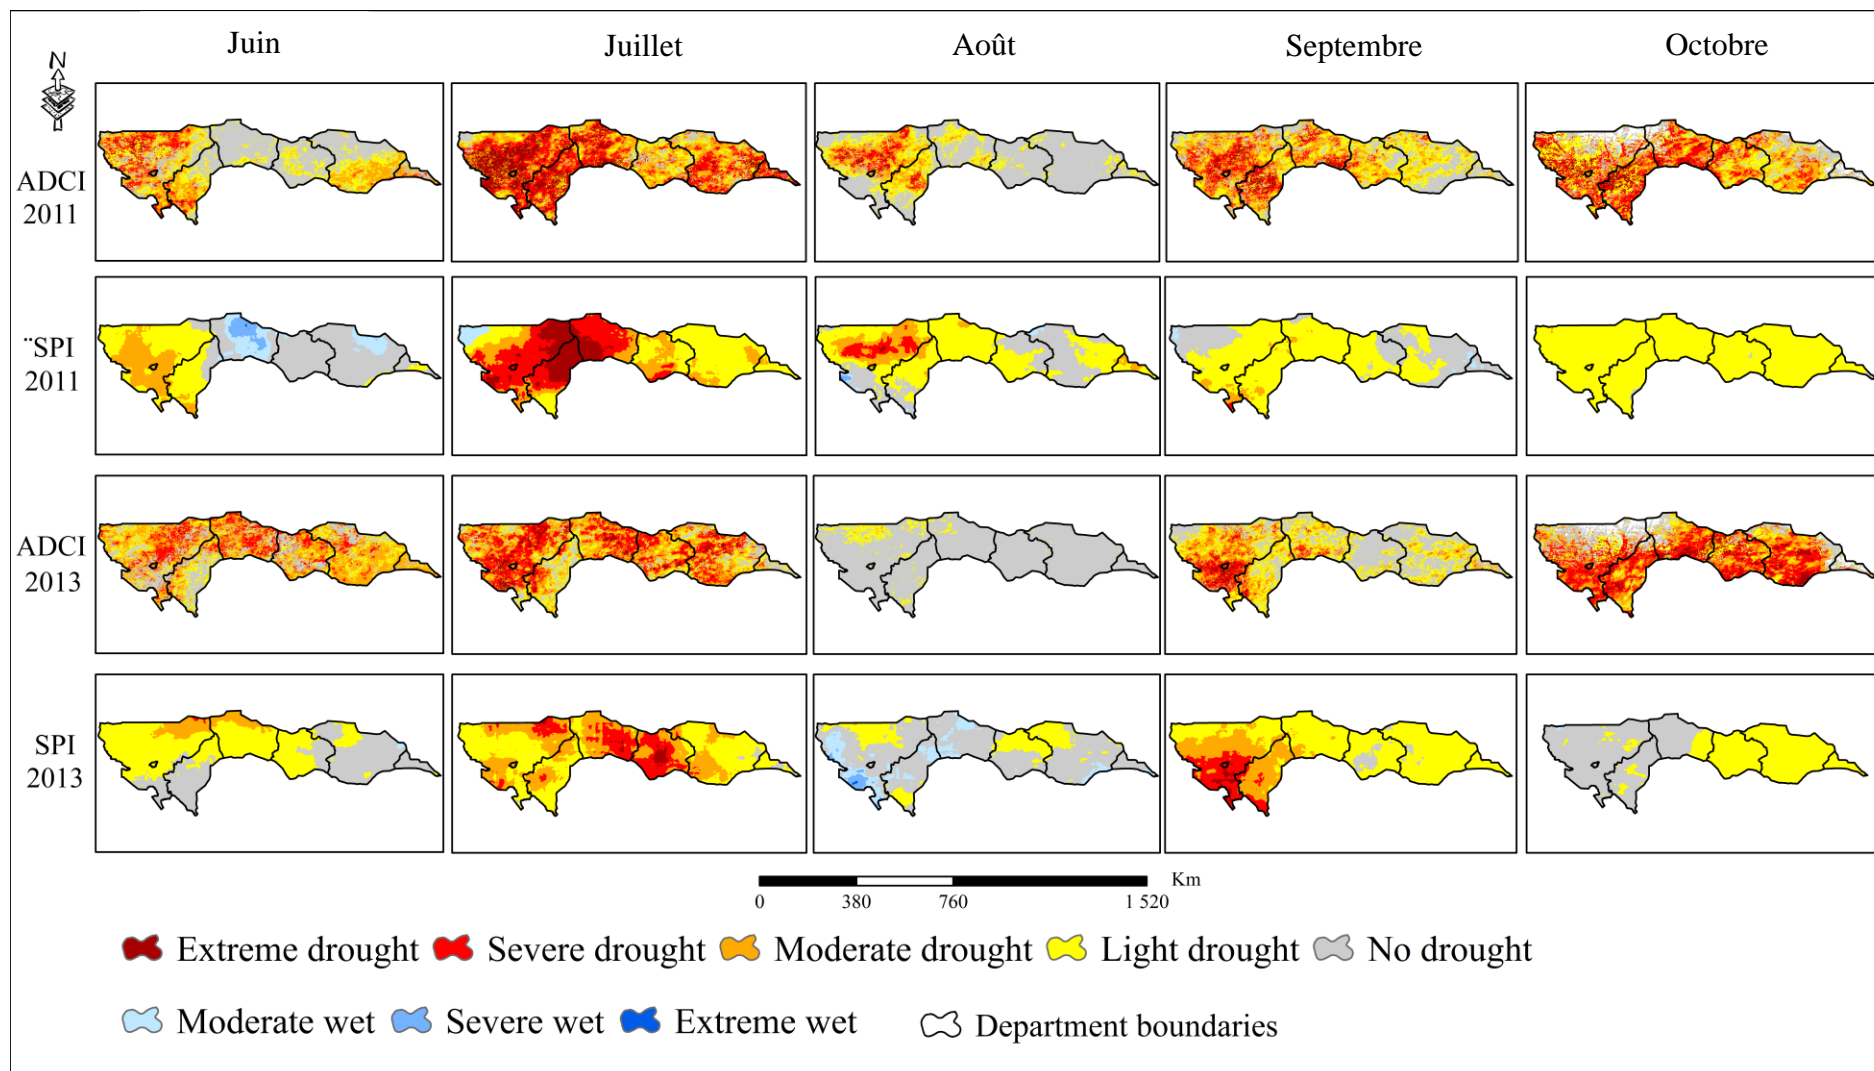 Juin
Juillet
Août
Septembre
Octobre
N
ADCI
2011
¨SPI
2011
ADCI
2013
SPI
2013
Km
0 380 760 1 520
Extreme drought Severe drought Moderate drought Light drought No drought
Moderate wet Severe wet Extreme wet Department boundaries